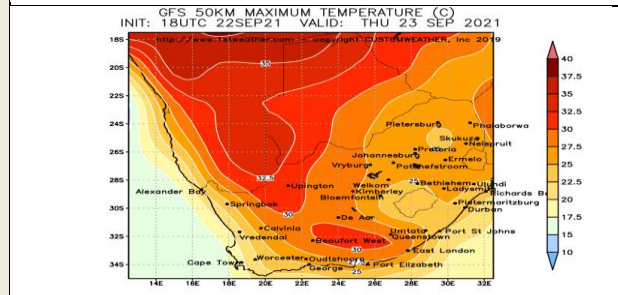 GFS 50KM MAXIMUM TEMPERATURE (C)
INIT: 18UTC 22SEP21 VALID: THU 23 SEP 2021
http://www.1stweather.com - copyright CUSTOMWEATHER, Inc 2019
40
37.5
35
32.5
30
27.5
25
22.5
20
17.5
15
10
18S
20S
22S
24S
26S
28S
30S
32S
34S
35
Pietersburg
Phalaborwa
Skukuza
Pretoria
Nelspruit
Johannesburg
Ermelo
Vryburg
Potchefstroom
32.5
Upington
Welkom
25
Bethlehem
Ulundi
Alexander Bay
Kimberley
Ladysmith
Richards B
Springbok
Bloemfontein
Pietermaritzburg
30
De Aar
Durban
Calvinia
Umtata
Port St Johns
Vredendal
Beaufort West
Queenstown
30
East London
Worcester
Oudtshoorn
27.5
Cape Town
George
Port Elizabeth
25
14E 16E 18E 20E 22E 24E 26E 28E 30E 32E